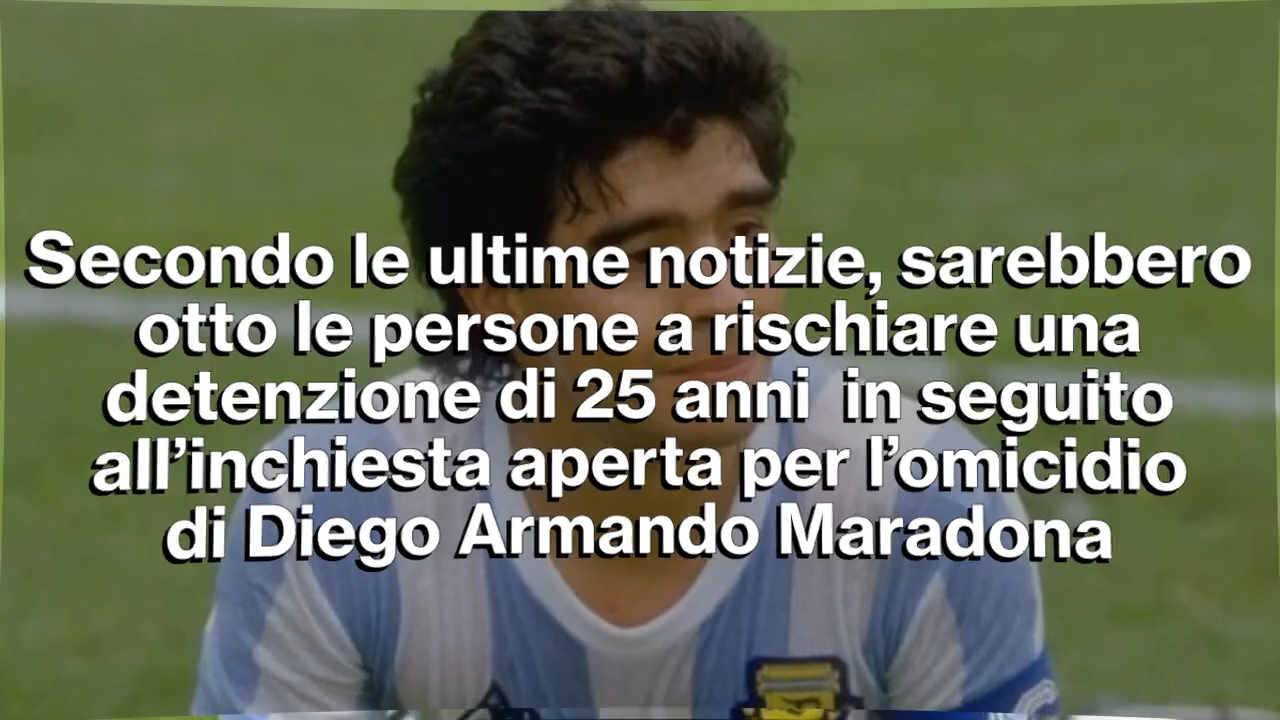 Secondo le ultime notizie, sarebbero
otto le persone a rischiare una
detenzione di 25 anni  in seguito
all’inchiesta aperta per l’omicidio
di Diego Armando Maradona